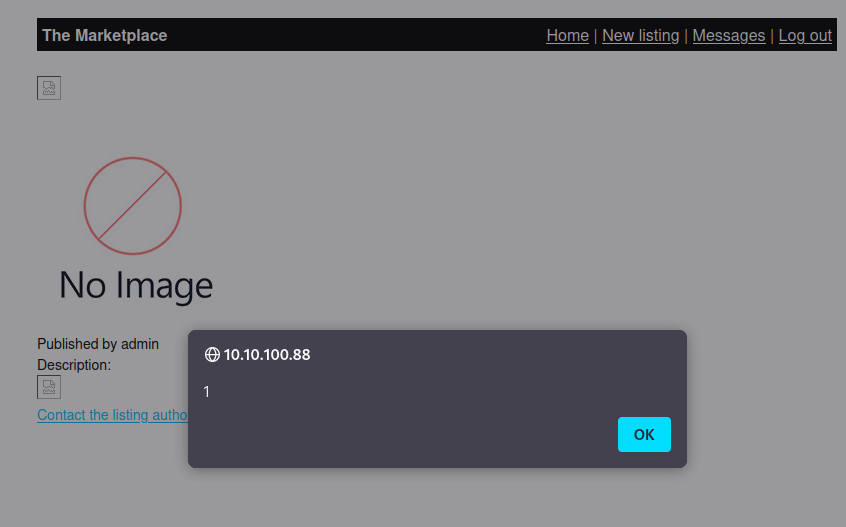 The Marketplace Home | New listing | Messages | Log out
No Image
Published by admin
Description:
Contact the listing autho
10.10.100.88
1
OK